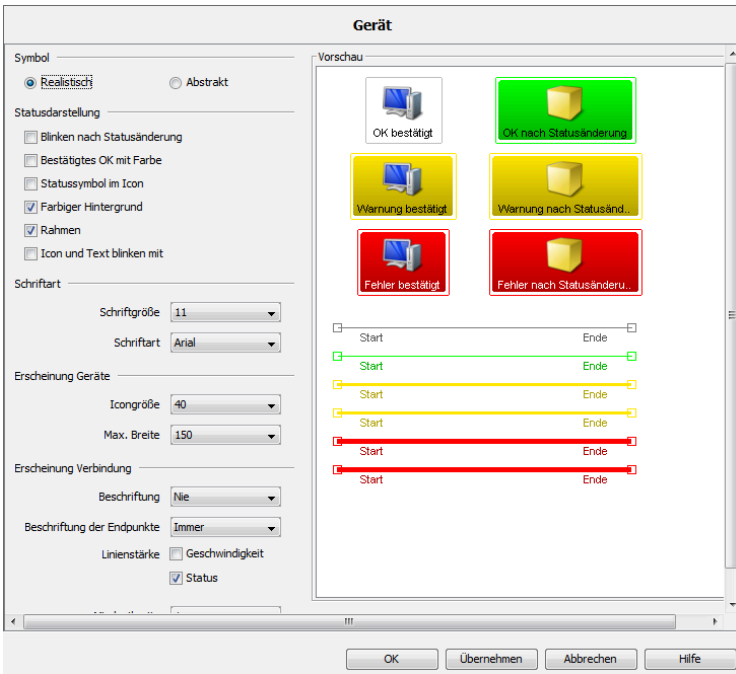 Gerät
Symbol
Realistisch
Abstrakt
Statusdarstellung
Blinken nach Statusänderung
Bestätigtes OK mit Farbe
Statussymbol im Icon
Farbiger Hintergrund
Rahmen
Icon und Text blinken mit
Schriftart
Schriftgröße 11
Schriftart Arial
Erscheinung Geräte
Icongröße 40
Max. Breite 150
Erscheinung Verbindung
Beschriftung Nie
Beschriftung der Endpunkte Immer
Linienstärke Geschwindigkeit
Status
Vorschau
OK bestätigt
OK nach Statusänderung
Warnung bestätigt
Warnung nach Statusänd..
Fehler bestätigt
Fehler nach Statusänderu..
Start Ende
Start Ende
Start Ende
Start Ende
Start Ende
Start Ende
OK Übernehmen Abbrechen Hilfe